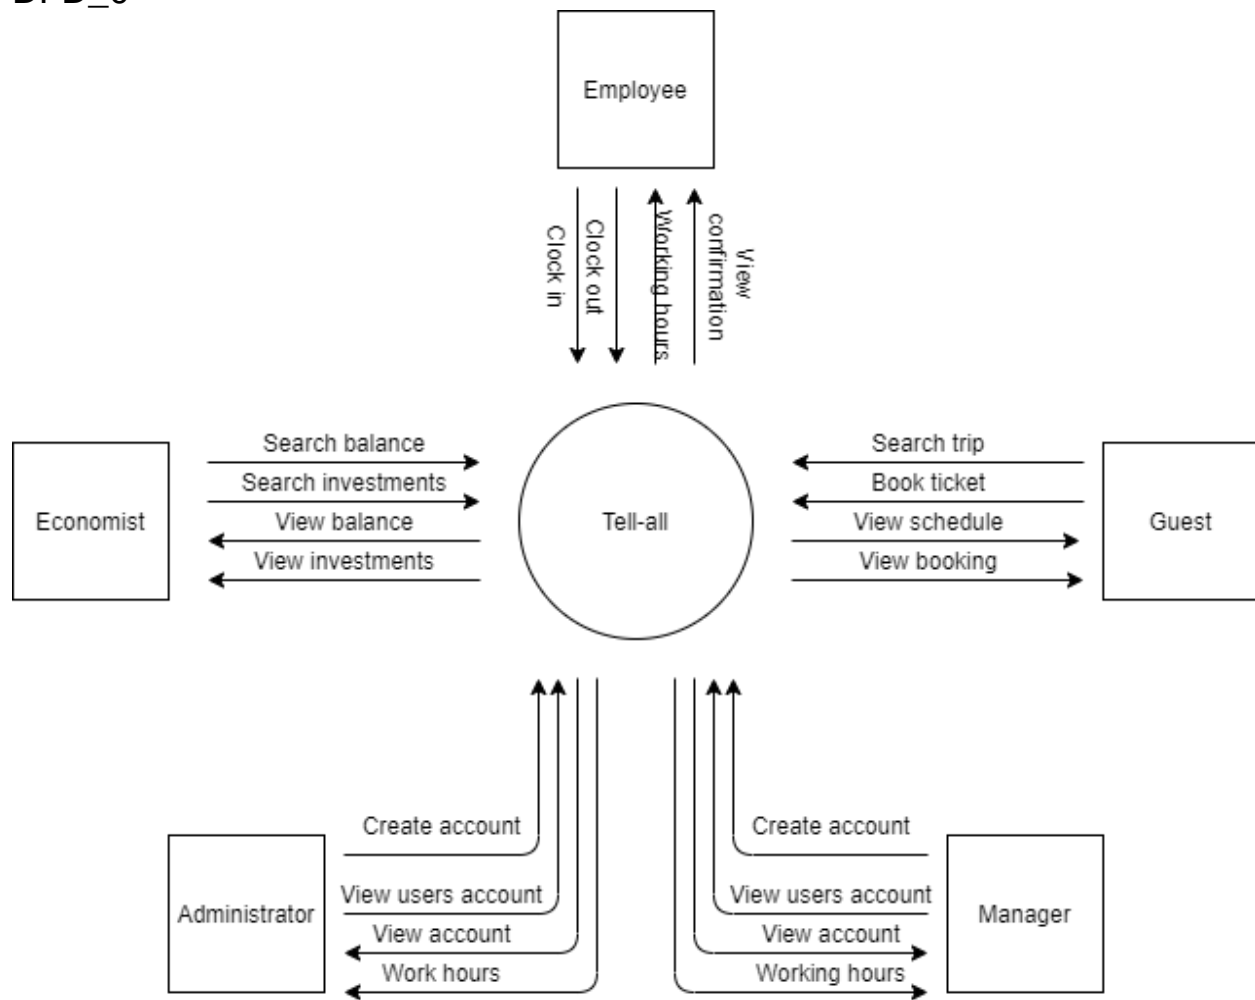 Employee
Clock in
Clock out
Working hours
View
confirmation
Search balance
Search investments
View balance
View investments
Economist
Tell-all
Search trip
Book ticket
View schedule
View booking
Guest
Create account
View users account
View account
Work hours
Administrator
Create account
View users account
View account
Working hours
Manager